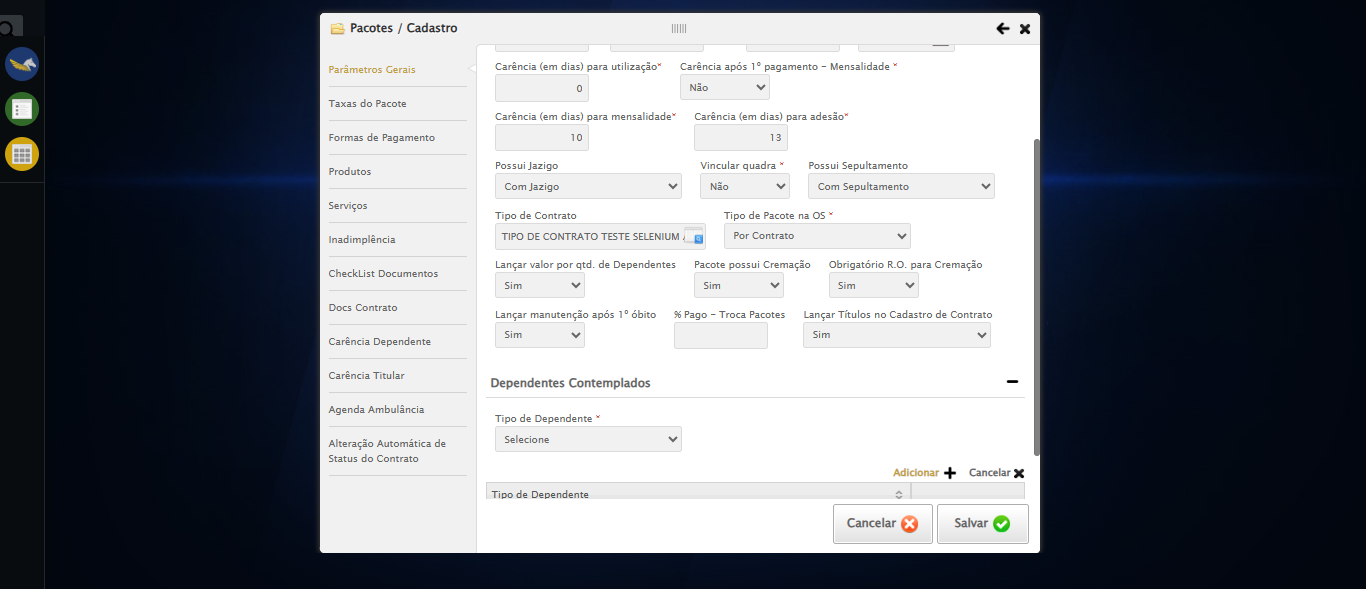 Pacotes / Cadastro
Parâmetros Gerais
Taxas do Pacote
Formas de Pagamento
Produtos
Serviços
Inadimplência
CheckList Documentos
Docs Contrato
Carência Dependente
Carência Titular
Agenda Ambulância
Alteração Automática de
Status do Contrato
Carência (em dias) para utilização* Carência após 1º pagamento - Mensalidade *
0 Não
Carência (em dias) para mensalidade* Carência (em dias) para adesão*
10 13
Possui Jazigo Vincular quadra * Possui Sepultamento
Com Jazigo Não Com Sepultamento
Tipo de Contrato Tipo de Pacote na OS *
TIPO DE CONTRATO TESTE SELENIUM Por Contrato
Lançar valor por qtd. de Dependentes Pacote possui Cremação Obrigatório R.O. para Cremação
Sim Sim Sim
Lançar manutenção após 1º óbito % Pago - Troca Pacotes Lançar Títulos no Cadastro de Contrato
Sim Sim
Dependentes Contemplados
Tipo de Dependente *
Selecione
Adicionar Cancelar
Tipo de Dependente
Cancelar Salvar